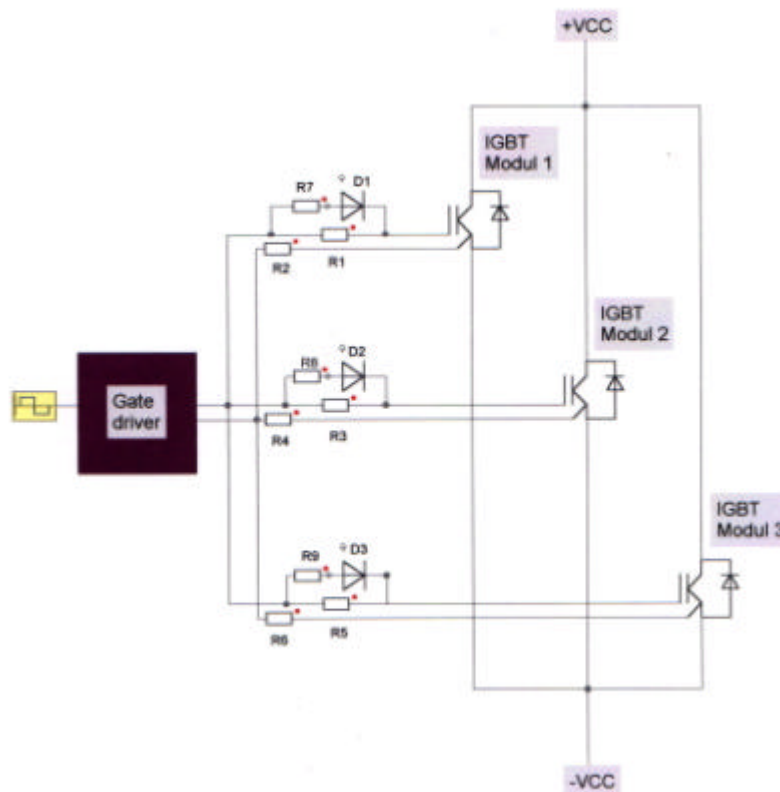 +VCC
IGBT
Modul 1
R7
D1
R2
R1
IGBT
Modul 2
R8
D2
Gate
driver
R4
R3
IGBT
Modul 3
R9
D3
R6
R5
-VCC